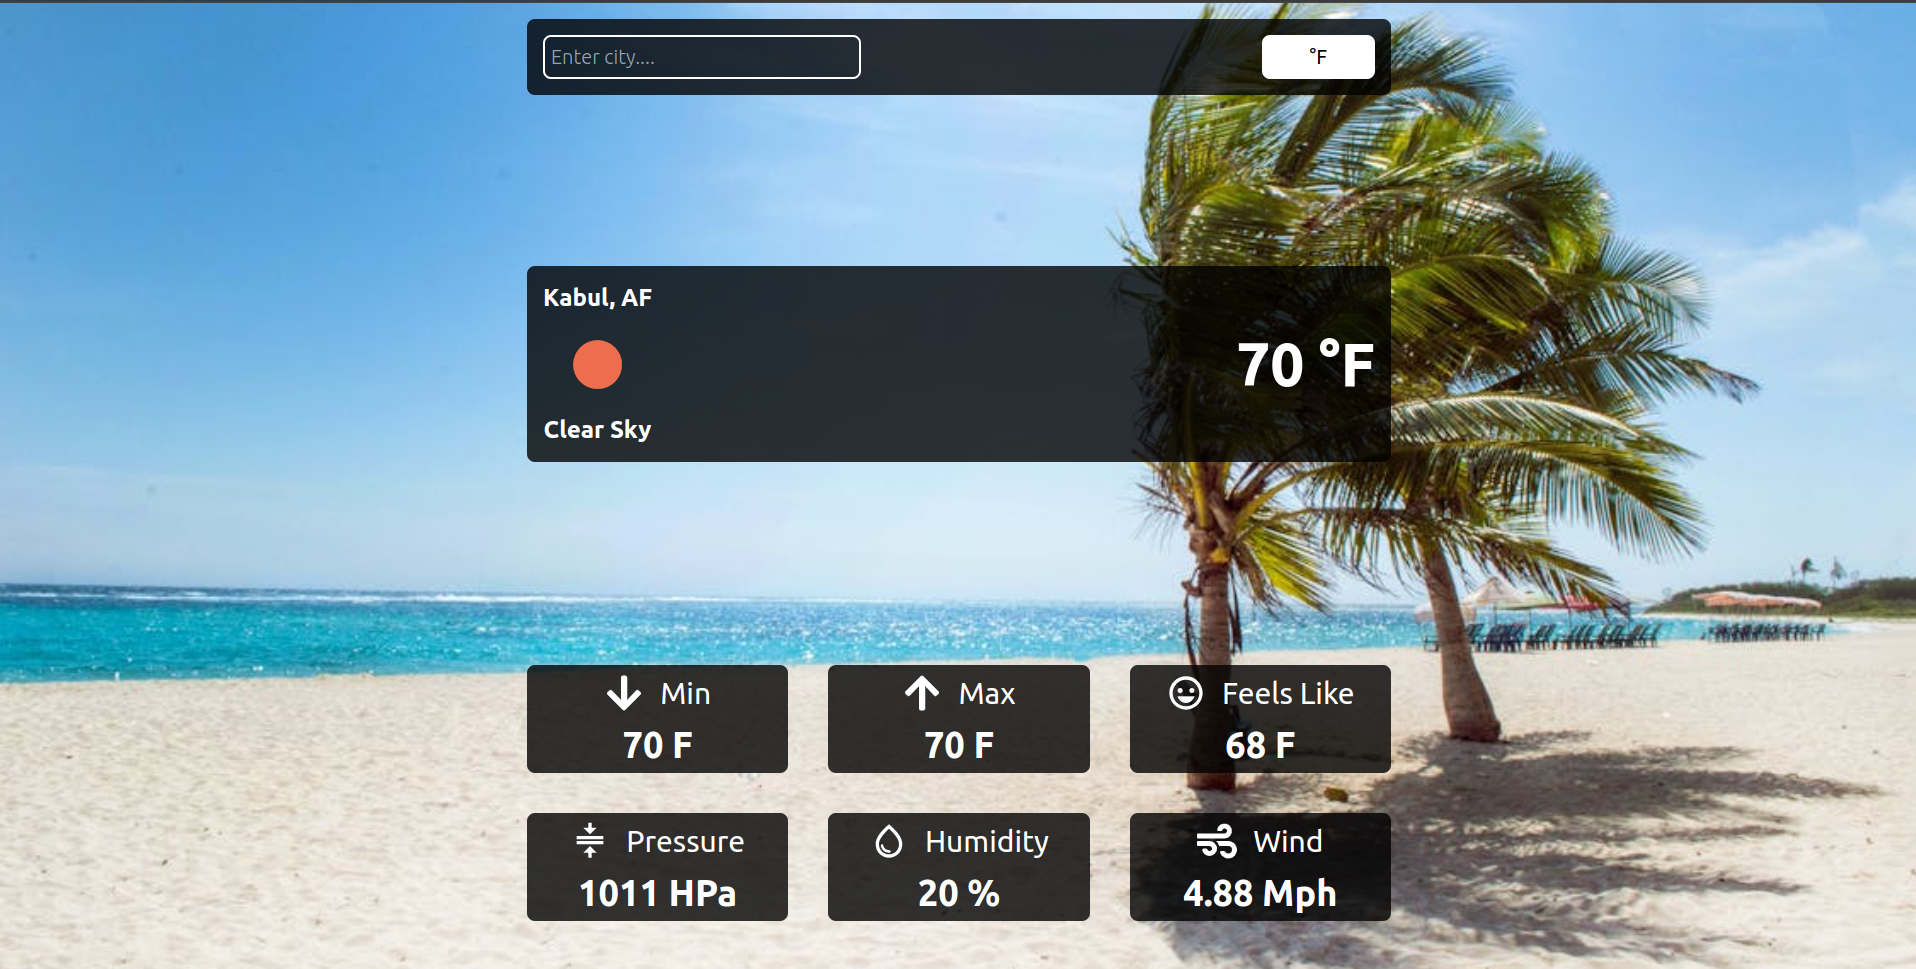 Enter city....
°F
Kabul, AF
70 °F
Clear Sky
Min
70 F
Max
70 F
Feels Like
68 F
Pressure
1011 HPa
Humidity
20 %
Wind
4.88 Mph